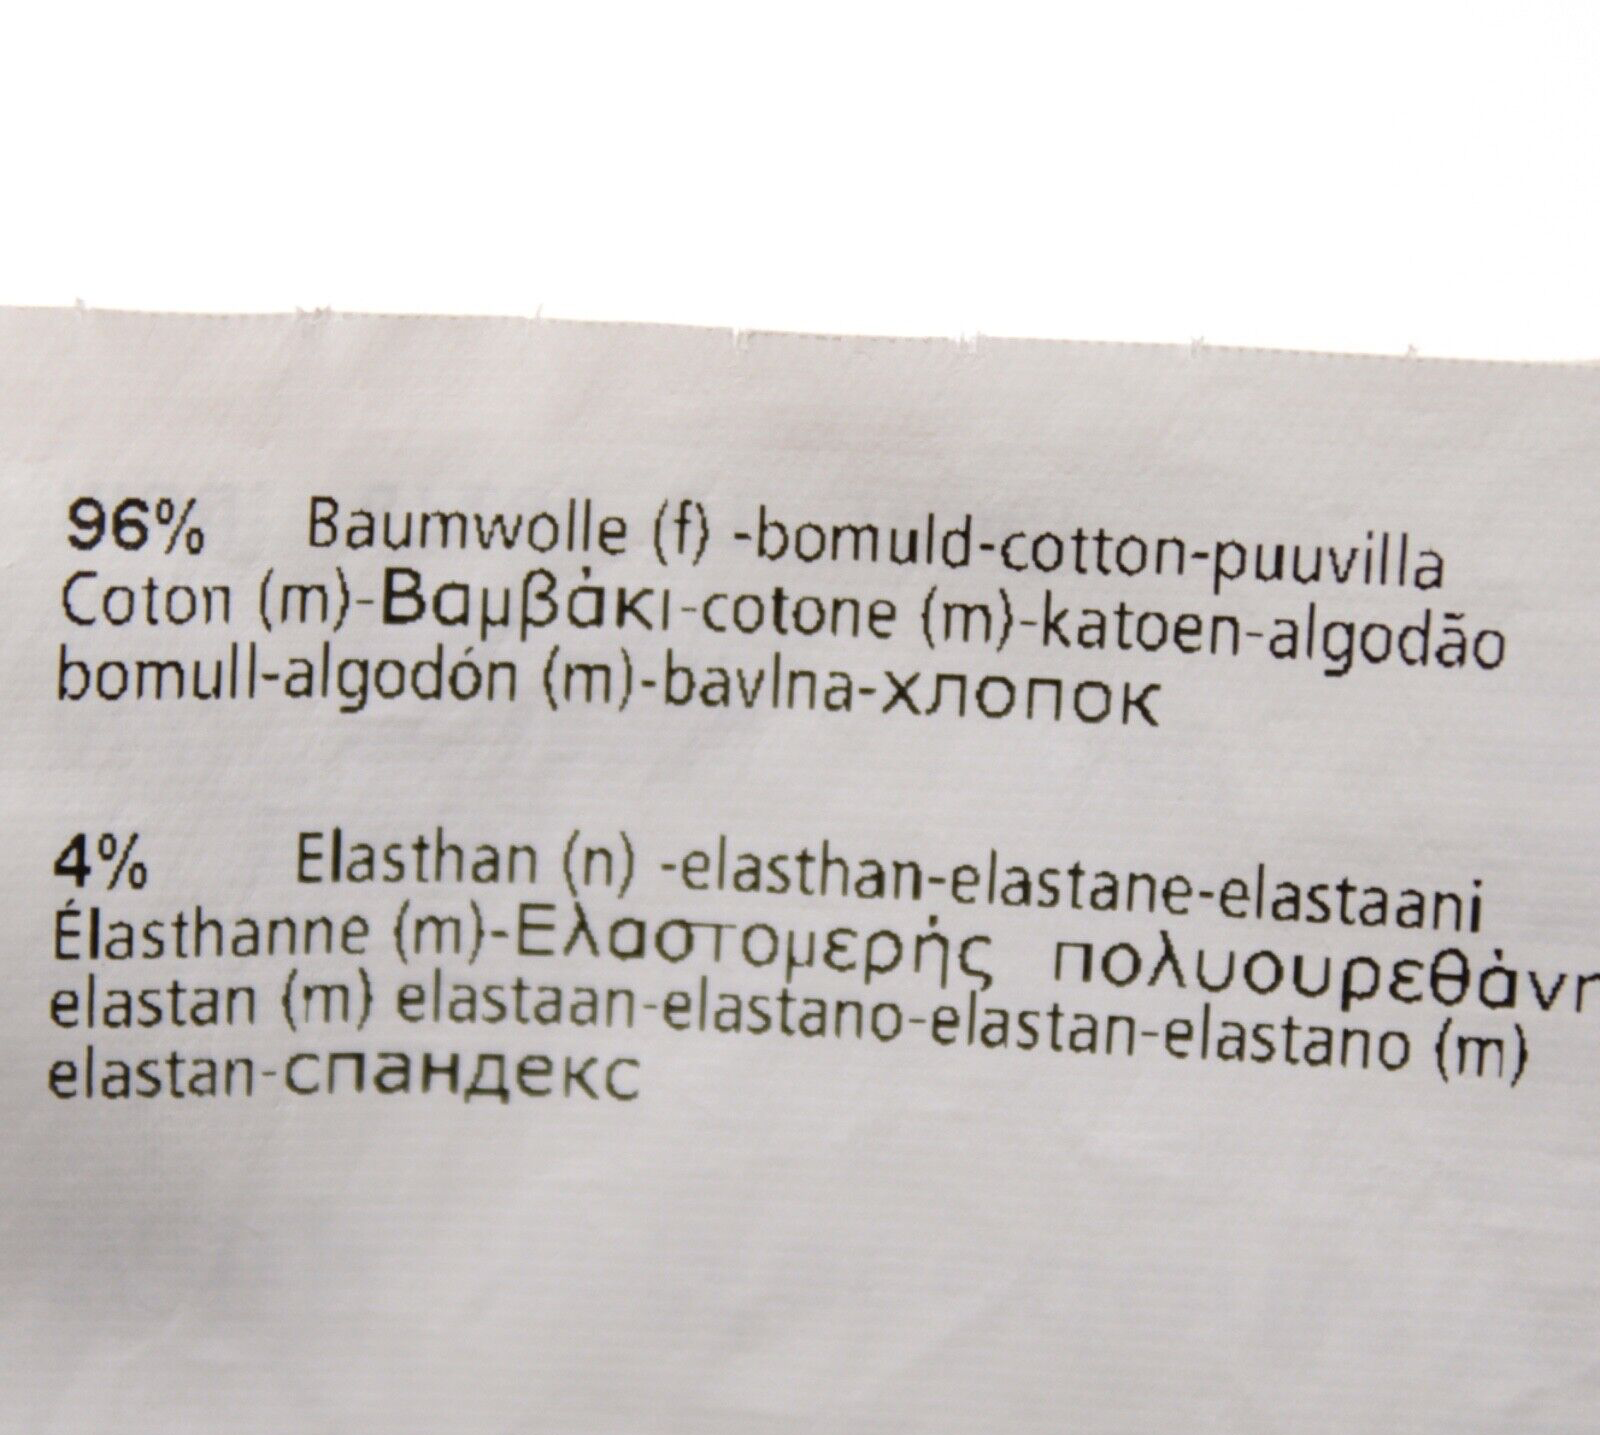 96% Baumwolle (f) -bomuld-cotton-puuvilla
Coton (m)-Βαμβάκι-cotone (m)-katoen-algodão
bomull-algodón (m)-bavlna-хлопок
4% Elasthan (n) -elasthan-elastane-elastaani
Élasthanne (m)-Ελαστομερής πολυουρεθάνη
elastan (m) elastaan-elastano-elastan-elastano (m)
elastan-спандекс